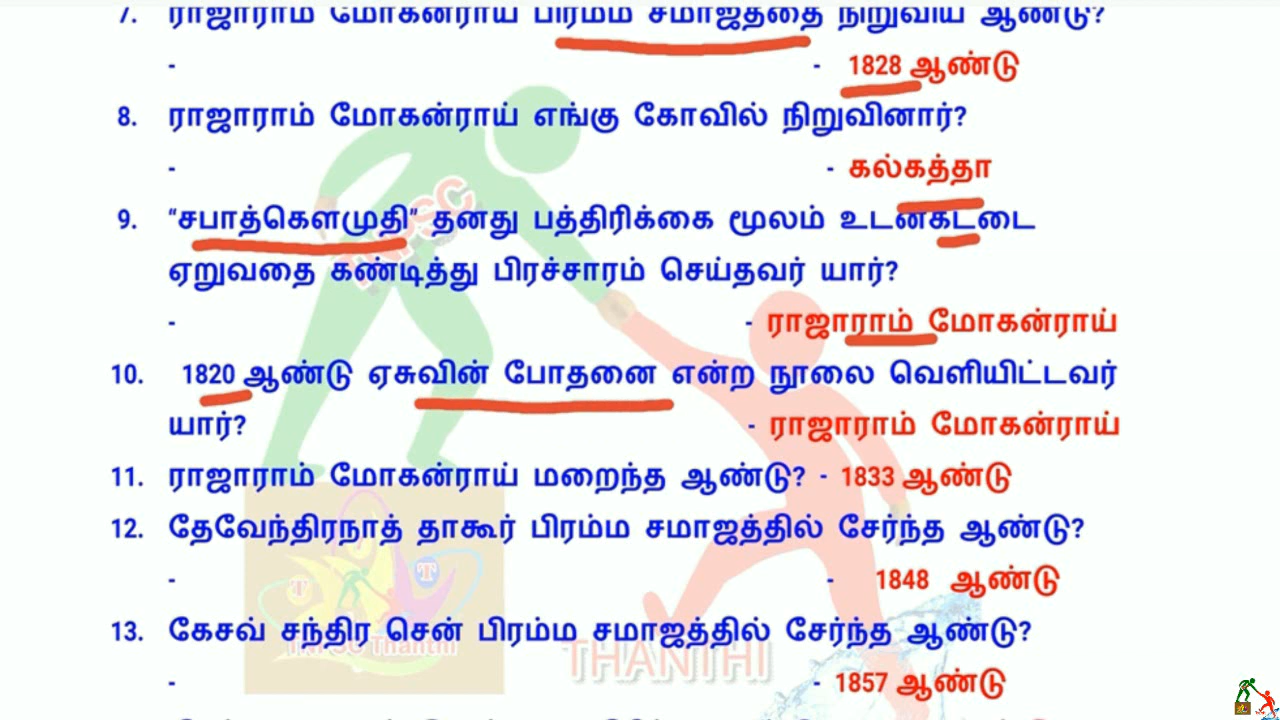 7. ராஜாராம் மோகன்ராய் பிரம்ம சமாஜத்தை நிறுவிய ஆண்டு?
- - 1828 ஆண்டு
8. ராஜாராம் மோகன்ராய் எங்கு கோவில் நிறுவினார்?
- - கல்கத்தா
9. “சபாத்கௌமுதி” தனது பத்திரிக்கை மூலம் உடன்கட்டை
ஏறுவதை கண்டித்து பிரச்சாரம் செய்தவர் யார்?
- - ராஜாராம் மோகன்ராய்
10. 1820 ஆண்டு ஏசுவின் போதனை என்ற நூலை வெளியிட்டவர்
யார்? - ராஜாராம் மோகன்ராய்
11. ராஜாராம் மோகன்ராய் மறைந்த ஆண்டு? - 1833 ஆண்டு
12. தேவேந்திரநாத் தாகூர் பிரம்ம சமாஜத்தில் சேர்ந்த ஆண்டு?
- - 1848 ஆண்டு
13. கேசவ் சந்திர சென் பிரம்ம சமாஜத்தில் சேர்ந்த ஆண்டு?
TNPSC Thanthi
THANTHI
- - 1857 ஆண்டு